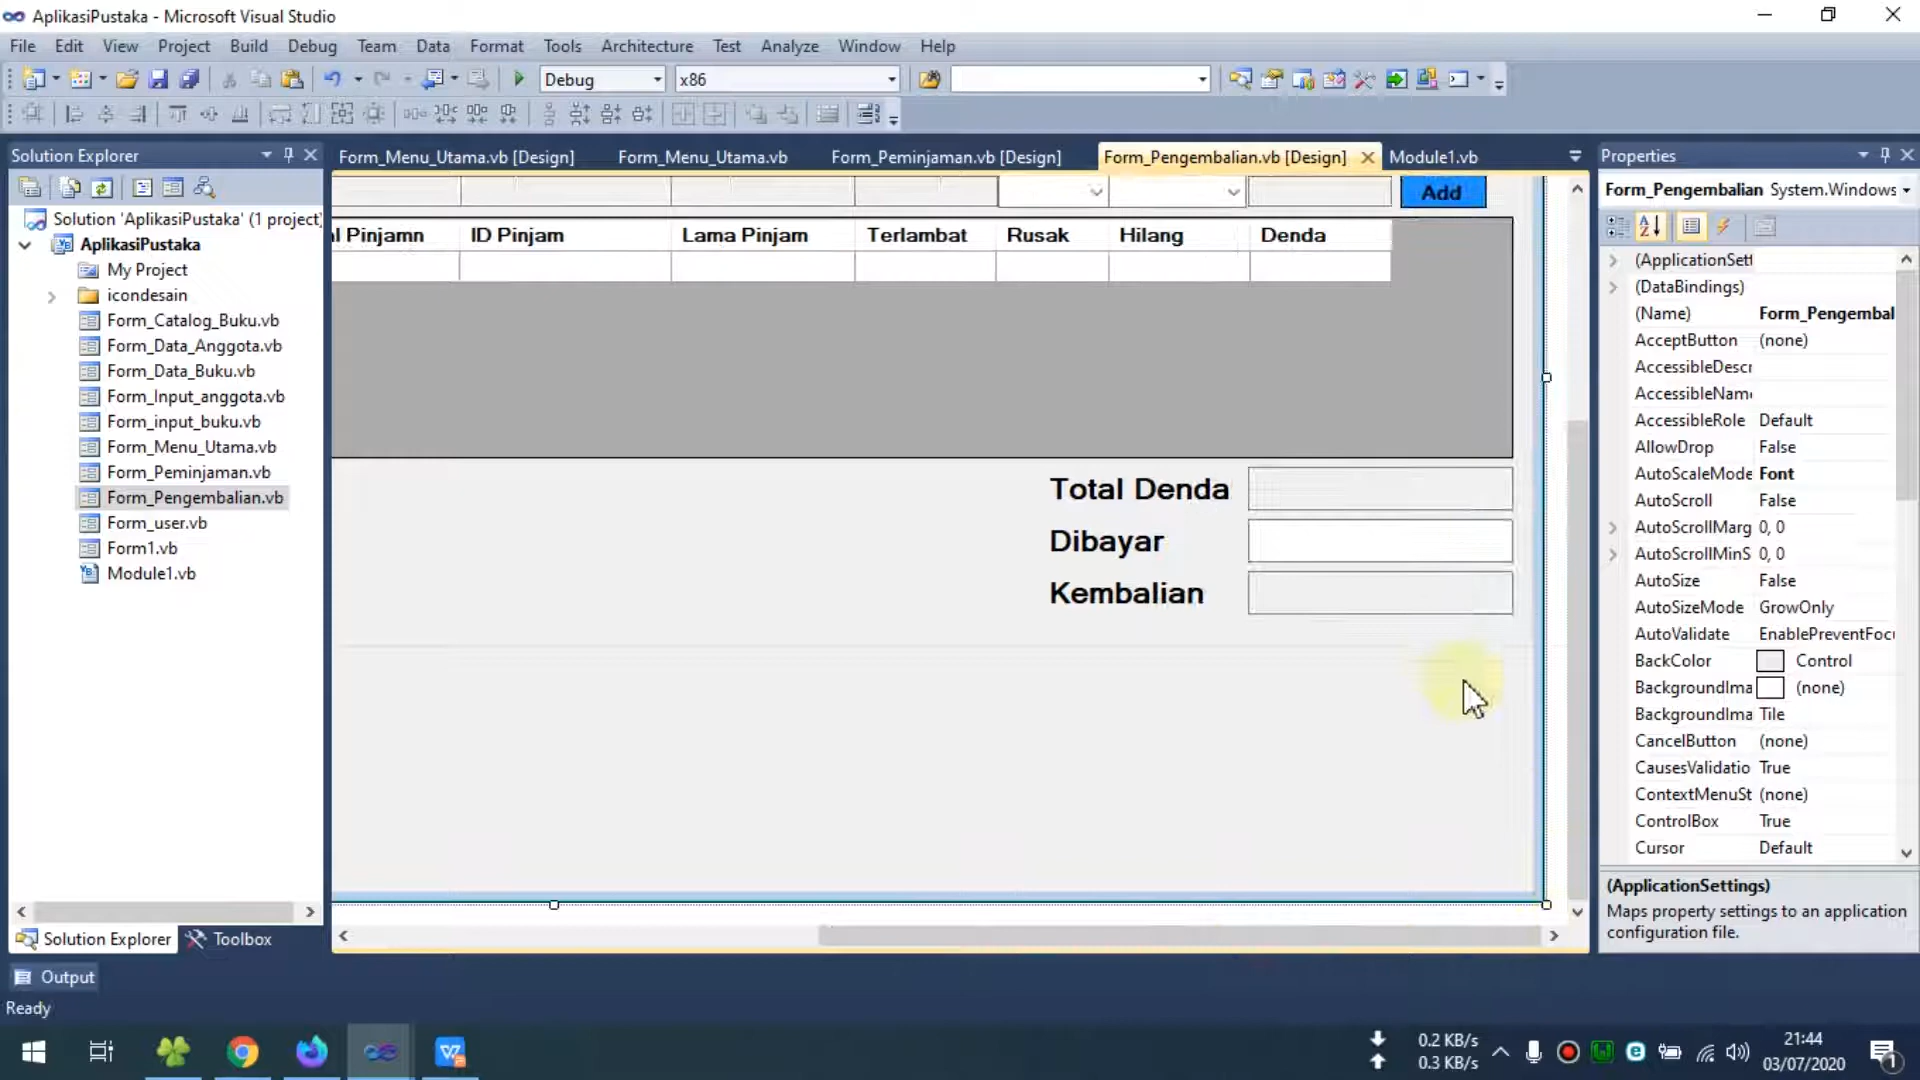 AplikasiPustaka - Microsoft Visual Studio
File Edit View Project Build Debug Team Data Format Tools Architecture Test Analyze Window Help
Debug x86
Solution Explorer
Form_Menu_Utama.vb [Design] Form_Menu_Utama.vb Form_Peminjaman.vb [Design] Form_Pengembalian.vb [Design] Module1.vb
Properties
Solution 'AplikasiPustaka' (1 project)
AplikasiPustaka
My Project
icondesain
Form_Catalog_Buku.vb
Form_Data_Anggota.vb
Form_Data_Buku.vb
Form_Input_anggota.vb
Form_input_buku.vb
Form_Menu_Utama.vb
Form_Peminjaman.vb
Form_Pengembalian.vb
Form_user.vb
Form1.vb
Module1.vb
Solution Explorer Toolbox
Add
l Pinjamn ID Pinjam Lama Pinjam Terlambat Rusak Hilang Denda
Total Denda
Dibayar
Kembalian
Form_Pengembalian System.Windows
(ApplicationSett
(DataBindings)
(Name) Form_Pengembal
AcceptButton (none)
AccessibleDescr
AccessibleName
AccessibleRole Default
AllowDrop False
AutoScaleMode Font
AutoScroll False
AutoScrollMarg 0, 0
AutoScrollMinS 0, 0
AutoSize False
AutoSizeMode GrowOnly
AutoValidate EnablePreventFocu
BackColor Control
BackgroundIma (none)
BackgroundIma Tile
CancelButton (none)
CausesValidatio True
ContextMenuSt (none)
ControlBox True
Cursor Default
(ApplicationSettings)
Maps property settings to an application
configuration file.
Output
Ready
0.2 KB/s
0.3 KB/s
21:44
03/07/2020
1